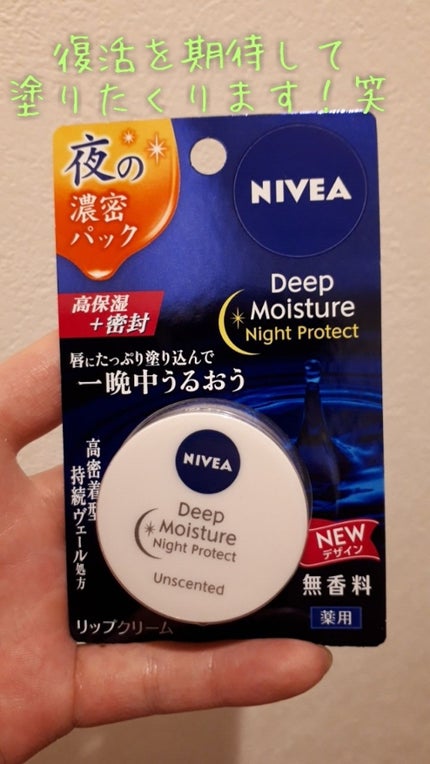 復活を期待して
塗りたくります！笑
夜の
濃密
パック
NIVEA
Deep
Moisture
Night Protect
高保湿
+密封
唇にたっぷり塗り込んで
一晩中うるおう
高密着型
持続ヴェール処方
NIVEA
Deep
Moisture
Night Protect
Unscented
NEW
デザイン
無香料
薬用
リップクリーム